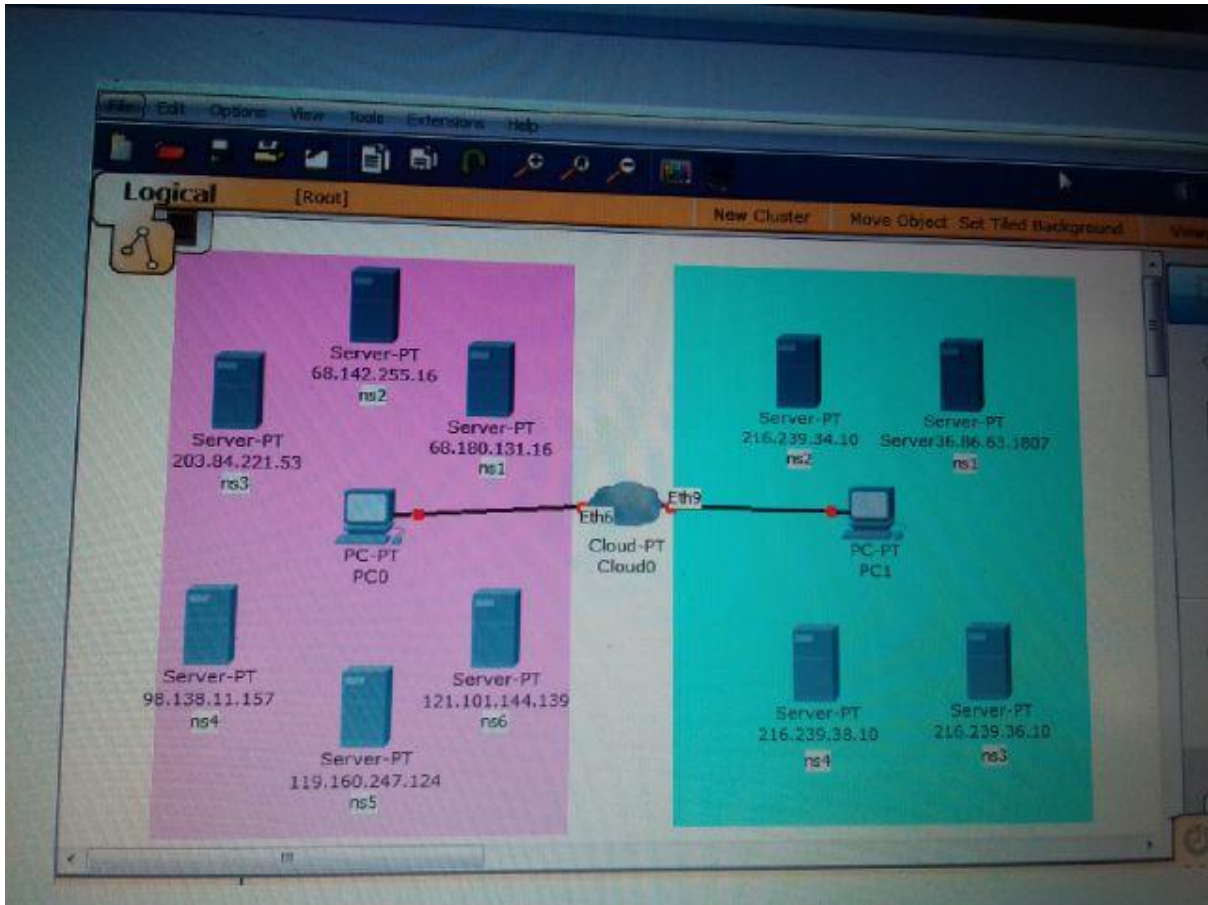 File Edit Options View Tools Extensions Help
Logical [Root] New Cluster Move Object Set Tiled Background
Server-PT
68.142.255.16
ns2
Server-PT
203.84.221.53
ns3
Server-PT
68.180.131.16
ns1
PC-PT
PC0
Server-PT
98.138.11.157
ns4
Server-PT
121.101.144.139
ns6
Server-PT
119.160.247.124
ns5
Eth6
Eth9
Cloud-PT
Cloud0
Server-PT
216.239.34.10
ns2
Server-PT
ns1
PC-PT
PC1
Server-PT
216.239.38.10
ns4
Server-PT
216.239.36.10
ns3